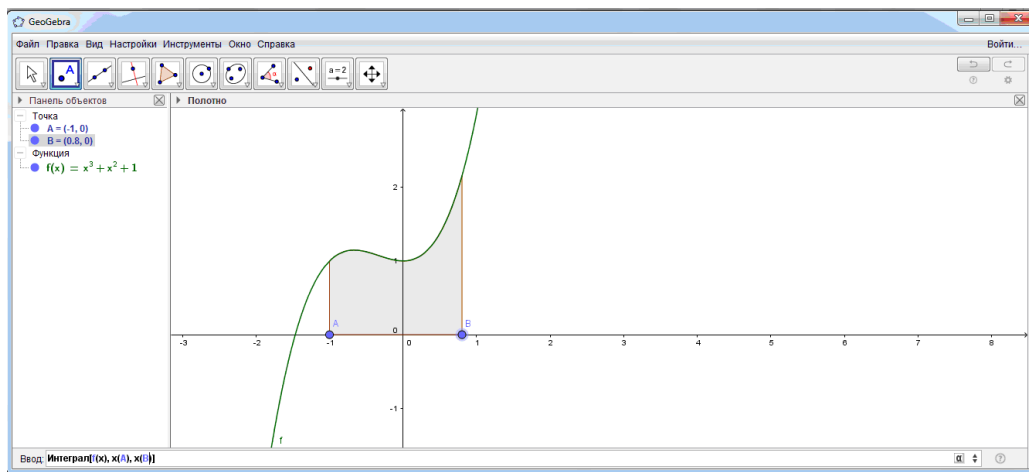 GeoGebra
Файл Правка Вид Настройки Инструменты Окно Справка
Войти...
A
α
a=2
Панель объектов
Полотно
Точка
A = (-1, 0)
B = (0.8, 0)
Функция
f(x) = x³ + x² + 1
2
1
0
-1
A
B
-3 -2 -1 0 1 2 3 4 5 6 7 8
f
Ввод: Интеграл[f(x), x(A), x(B)]
α